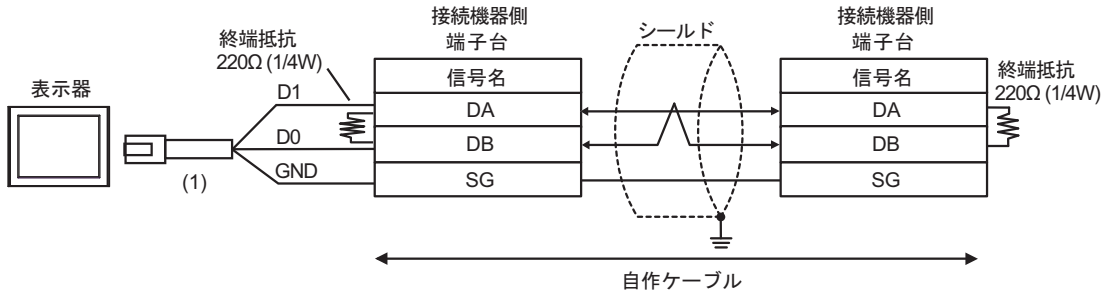 表示器
(1)
D1
D0
GND
終端抵抗
220Ω (1/4W)
接続機器側
端子台
信号名
DA
DB
SG
シールド
接続機器側
端子台
信号名
DA
DB
SG
終端抵抗
220Ω (1/4W)
自作ケーブル